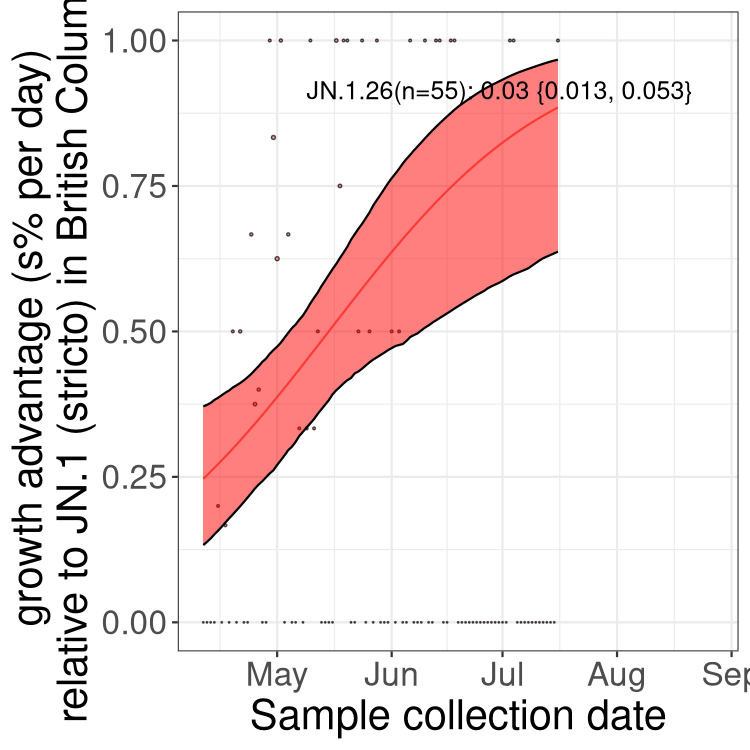 growth advantage (s% per day)
relative to JN.1 (stricto) in British Colum
1.00
0.75
0.50
0.25
0.00
JN.1.26(n=55): 0.03 {0.013, 0.053}
May Jun Jul Aug Sep
Sample collection date